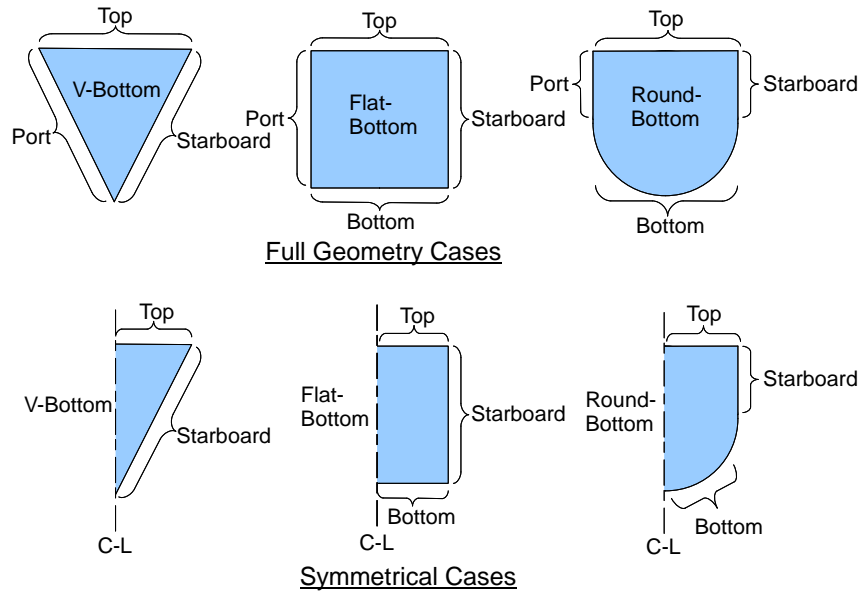 Top
V-Bottom
Port
Starboard
Top
Port
Flat-
Bottom
Starboard
Bottom
Top
Port
Round-
Bottom
Starboard
Bottom
Full Geometry Cases
Top
V-Bottom
Starboard
C-L
Top
Flat-
Bottom
Starboard
Bottom
C-L
Top
Round-
Bottom
Starboard
Bottom
C-L
Symmetrical Cases